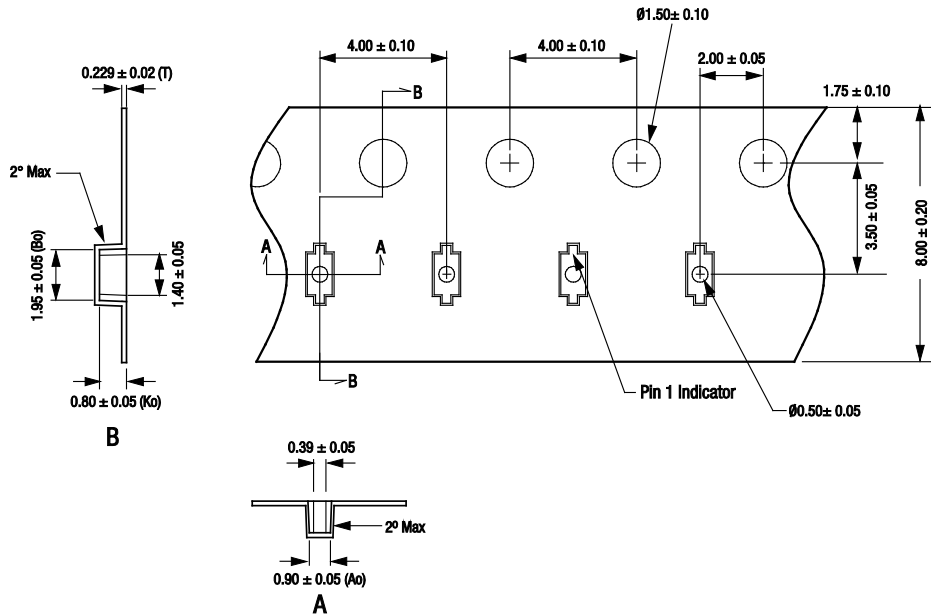 Ø1.50± 0.10
4.00 ± 0.10
4.00 ± 0.10
2.00 ± 0.05
0.229 ± 0.02 (T)
B
1.75 ± 0.10
2° Max
A
A
1.95 ± 0.05 (Bo)
1.40 ± 0.05
3.50 ± 0.05
8.00 ± 0.20
B
Pin 1 Indicator
0.80 ± 0.05 (Ko)
Ø0.50± 0.05
B
0.39 ± 0.05
2º Max
0.90 ± 0.05 (Ao)
A